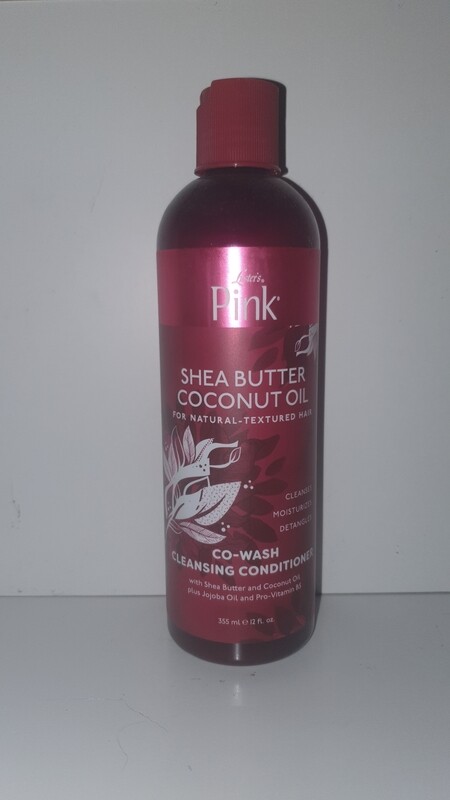 Luster's®
Pink®
SHEA BUTTER
COCONUT OIL
FOR NATURAL-TEXTURED HAIR
CLEANSES
MOISTURIZES
DETANGLES
CO-WASH
CLEANSING CONDITIONER
with Shea Butter and Coconut Oil
plus Jojoba Oil and Pro-Vitamin B5
355 mL ℮ 12 fl. oz.